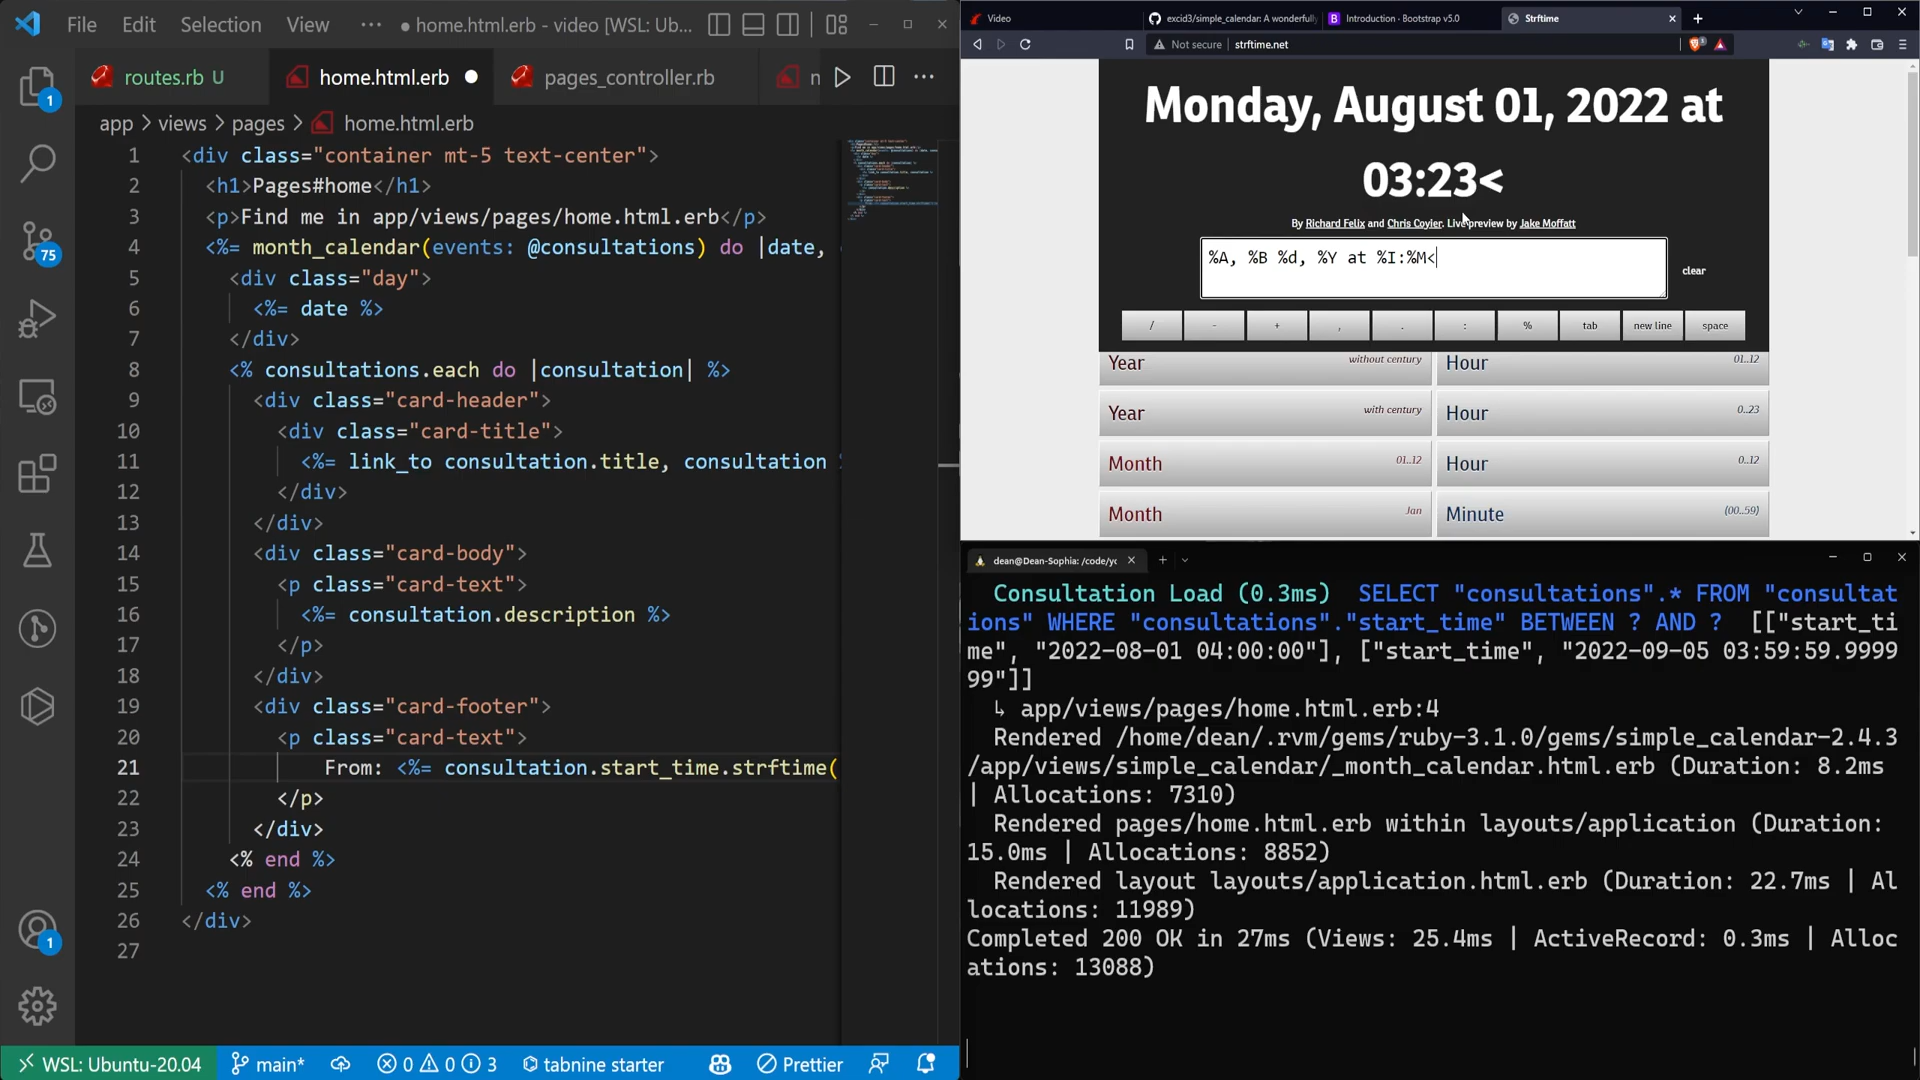 File Edit Selection View ··· ● home.html.erb - video [WSL: Ub...
routes.rb U
home.html.erb ●
pages_controller.rb
app > views > pages > home.html.erb
1 <div class="container mt-5 text-center">
2 <h1>Pages#home</h1>
3 <p>Find me in app/views/pages/home.html.erb</p>
4 <%= month_calendar(events: @consultations) do |date,
5 <div class="day">
6 <%= date %>
7 </div>
8 <% consultations.each do |consultation| %>
9 <div class="card-header">
10 <div class="card-title">
11 <%= link_to consultation.title, consultation
12 </div>
13 </div>
14 <div class="card-body">
15 <p class="card-text">
16 <%= consultation.description %>
17 </p>
18 </div>
19 <div class="card-footer">
20 <p class="card-text">
21 From: <%= consultation.start_time.strftime(
22 </p>
23 </div>
24 <% end %>
25 <% end %>
26 </div>
27
1
75
1
WSL: Ubuntu-20.04 main* 0 0 3 tabnine starter Prettier
Video
excid3/simple_calendar: A wonderfull
Introduction · Bootstrap v5.0
Strftime
Not secure | strftime.net
Monday, August 01, 2022 at
03:23<
By Richard Felix and Chris Coyier. Live preview by Jake Moffatt
%A, %B %d, %Y at %I:%M<
clear
/ - + , . : % tab new line space
Year without century Hour 01..12
Year with century Hour 0..23
Month 01..12 Hour 0..12
Month Jan Minute (00..59)
dean@Dean-Sophia: /code/yc
Consultation Load (0.3ms) SELECT "consultations".* FROM "consultat
ions" WHERE "consultations"."start_time" BETWEEN ? AND ? [["start_ti
me", "2022-08-01 04:00:00"], ["start_time", "2022-09-05 03:59:59.9999
99"]]
↳ app/views/pages/home.html.erb:4
Rendered /home/dean/.rvm/gems/ruby-3.1.0/gems/simple_calendar-2.4.3
/app/views/simple_calendar/_month_calendar.html.erb (Duration: 8.2ms
| Allocations: 7310)
Rendered pages/home.html.erb within layouts/application (Duration:
15.0ms | Allocations: 8852)
Rendered layout layouts/application.html.erb (Duration: 22.7ms | Al
locations: 11989)
Completed 200 OK in 27ms (Views: 25.4ms | ActiveRecord: 0.3ms | Alloc
ations: 13088)